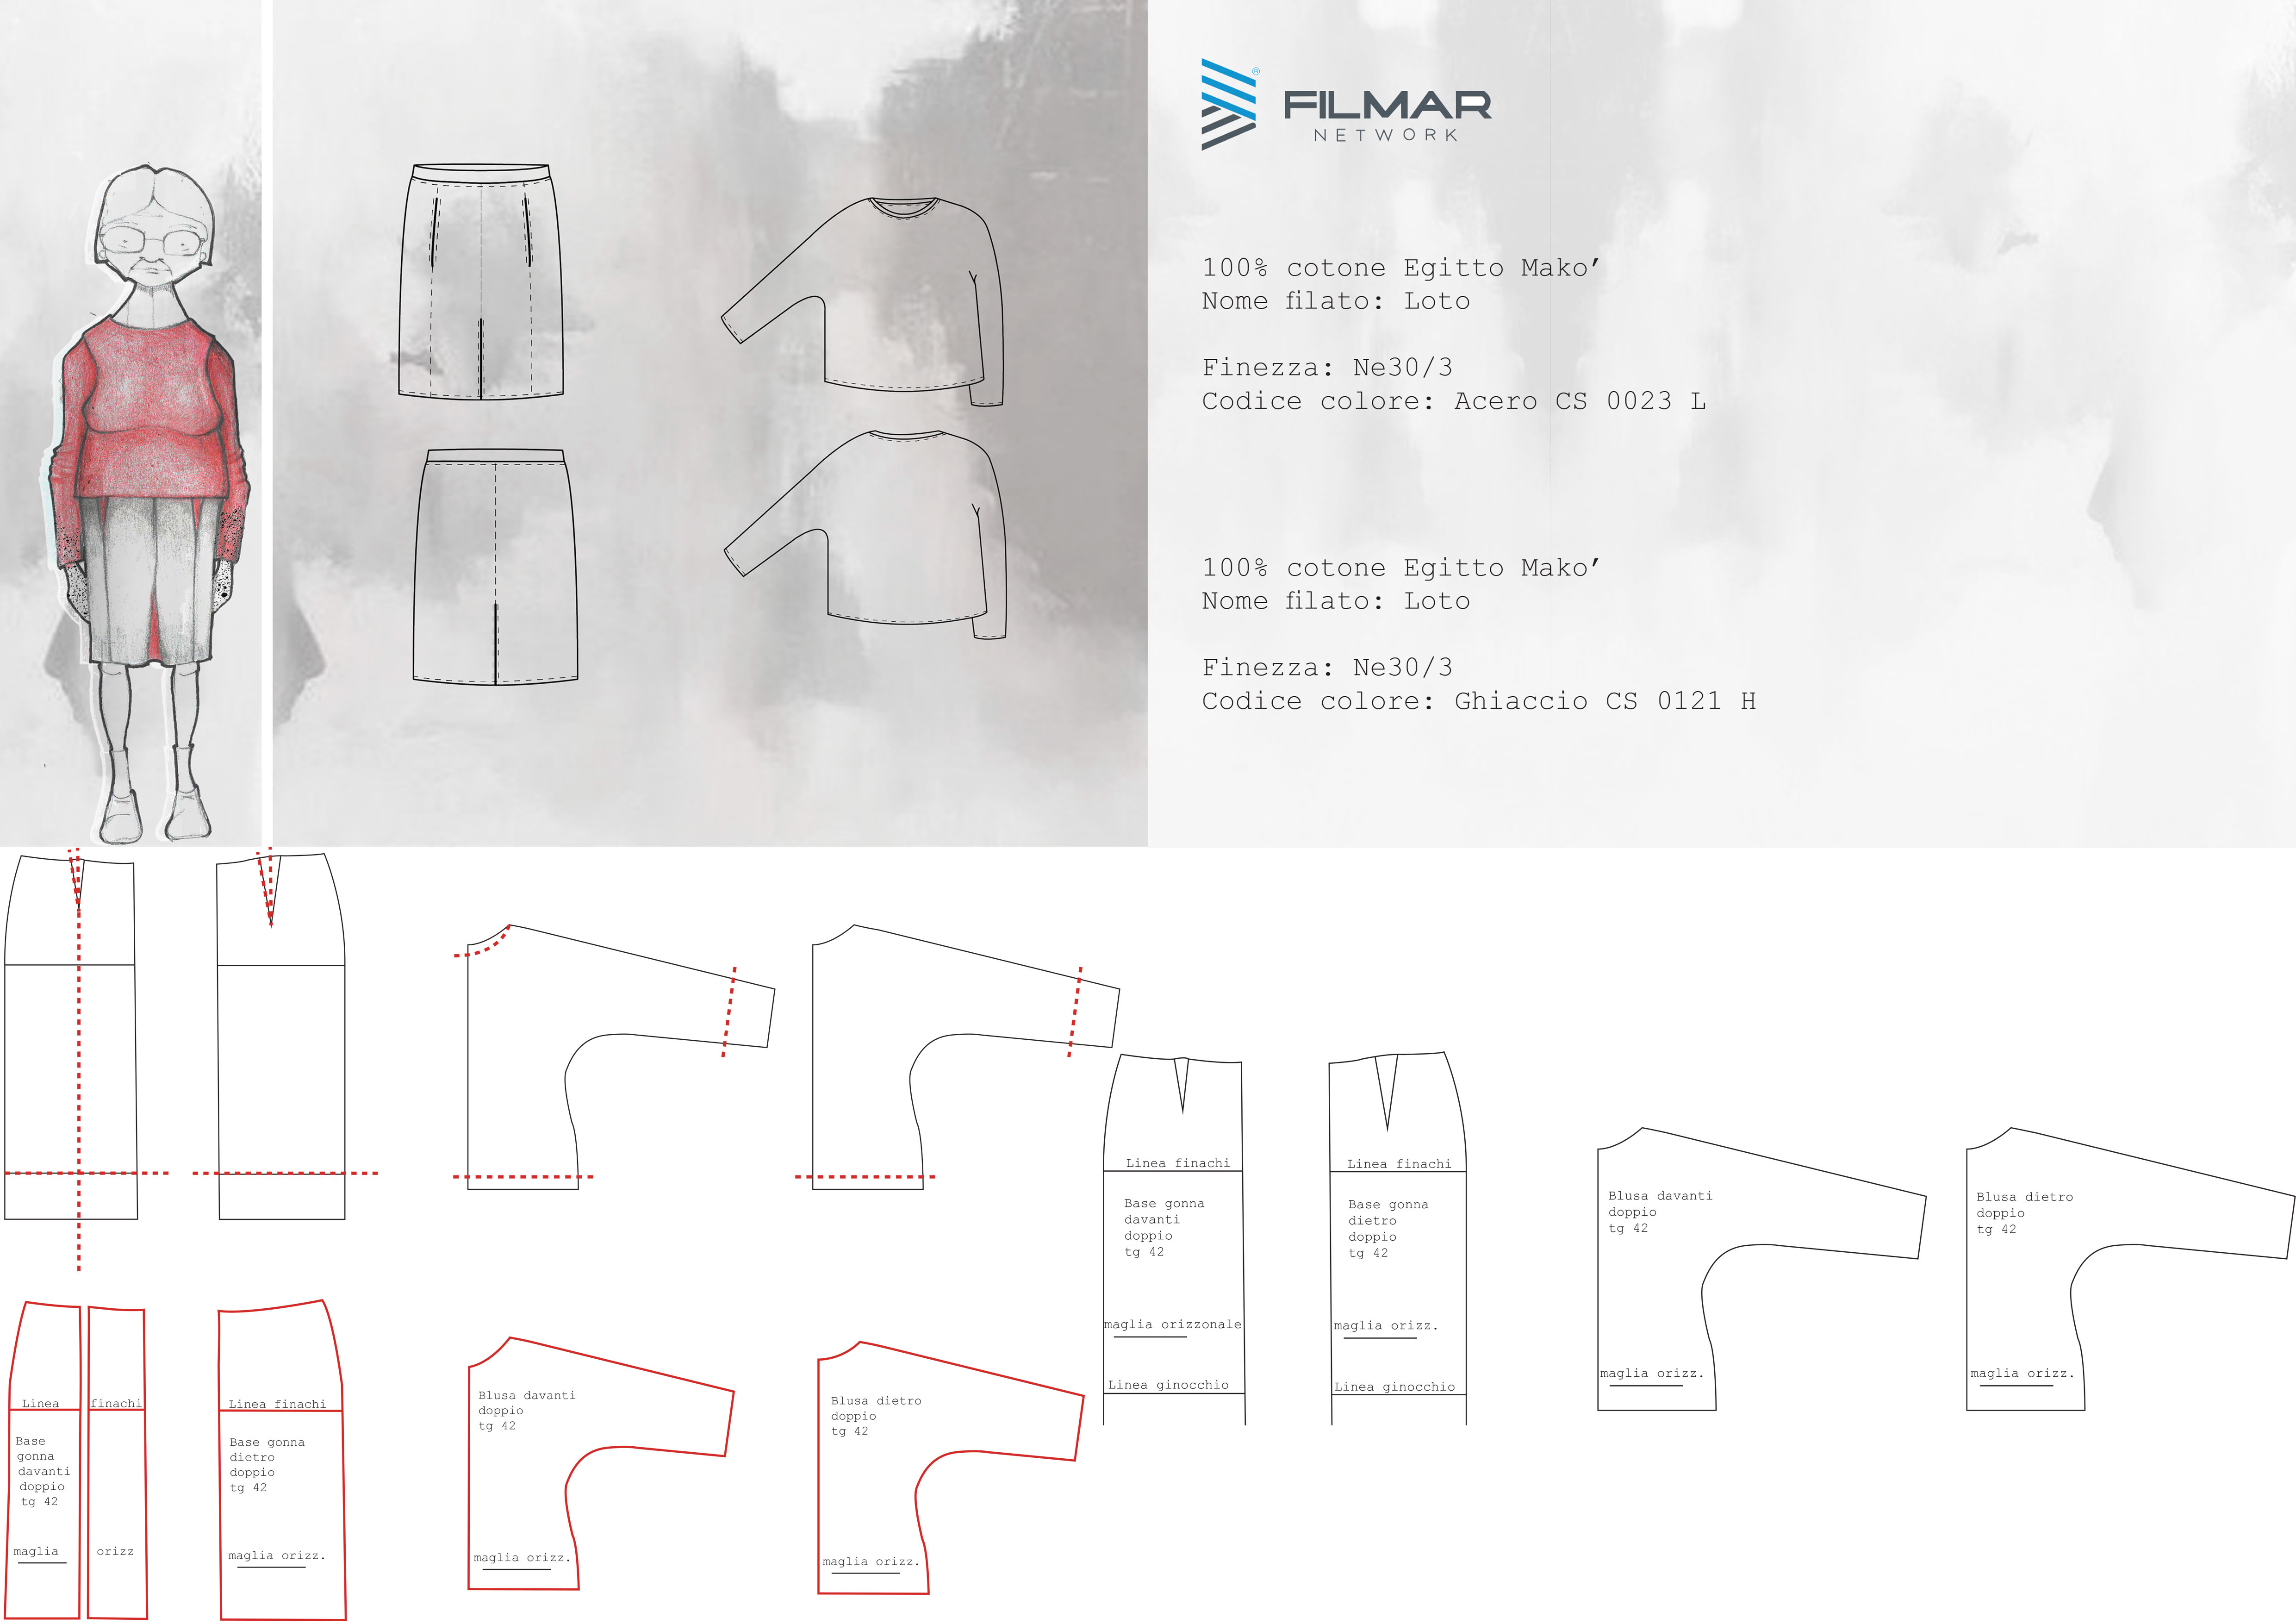 ®
FILMAR
NETWORK
100% cotone Egitto Mako’
Nome filato: Loto
Finezza: Ne30/3
Codice colore: Acero CS 0023 L
100% cotone Egitto Mako’
Nome filato: Loto
Finezza: Ne30/3
Codice colore: Ghiaccio CS 0121 H
Linea finachi
Base gonna
davanti
doppio
tg 42
maglia orizzonale
Linea ginocchio
Linea finachi
Base gonna
dietro
doppio
tg 42
maglia orizz.
Linea ginocchio
Blusa davanti
doppio
tg 42
maglia orizz.
Blusa dietro
doppio
tg 42
maglia orizz.
Linea finachi
Base
gonna
davanti
doppio
tg 42
maglia orizz
Linea finachi
Base gonna
dietro
doppio
tg 42
maglia orizz.
Blusa davanti
doppio
tg 42
maglia orizz.
Blusa dietro
doppio
tg 42
maglia orizz.